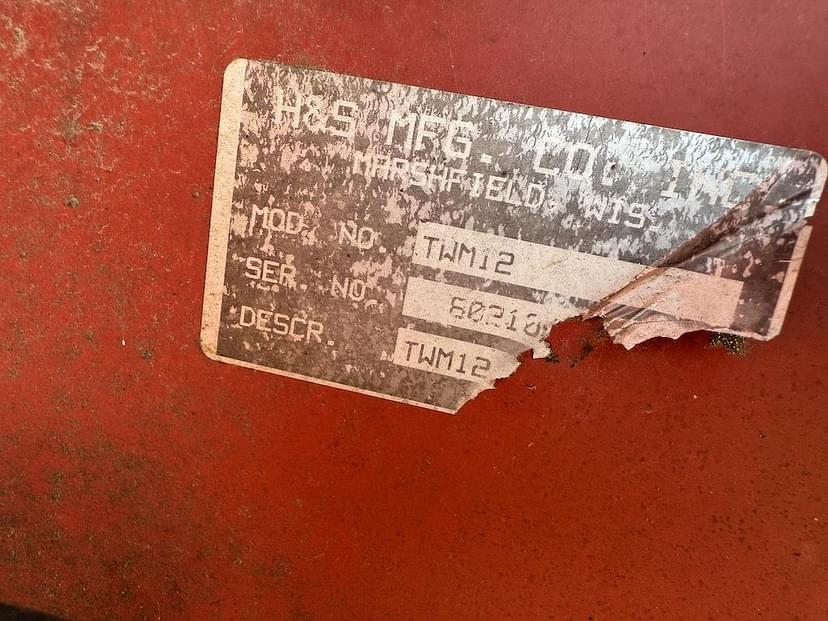 H&S MFG. CO. INC
MARSHFIELD, WIS.
MOD. NO. TWM12
SER. NO.
DESCR. TWM12